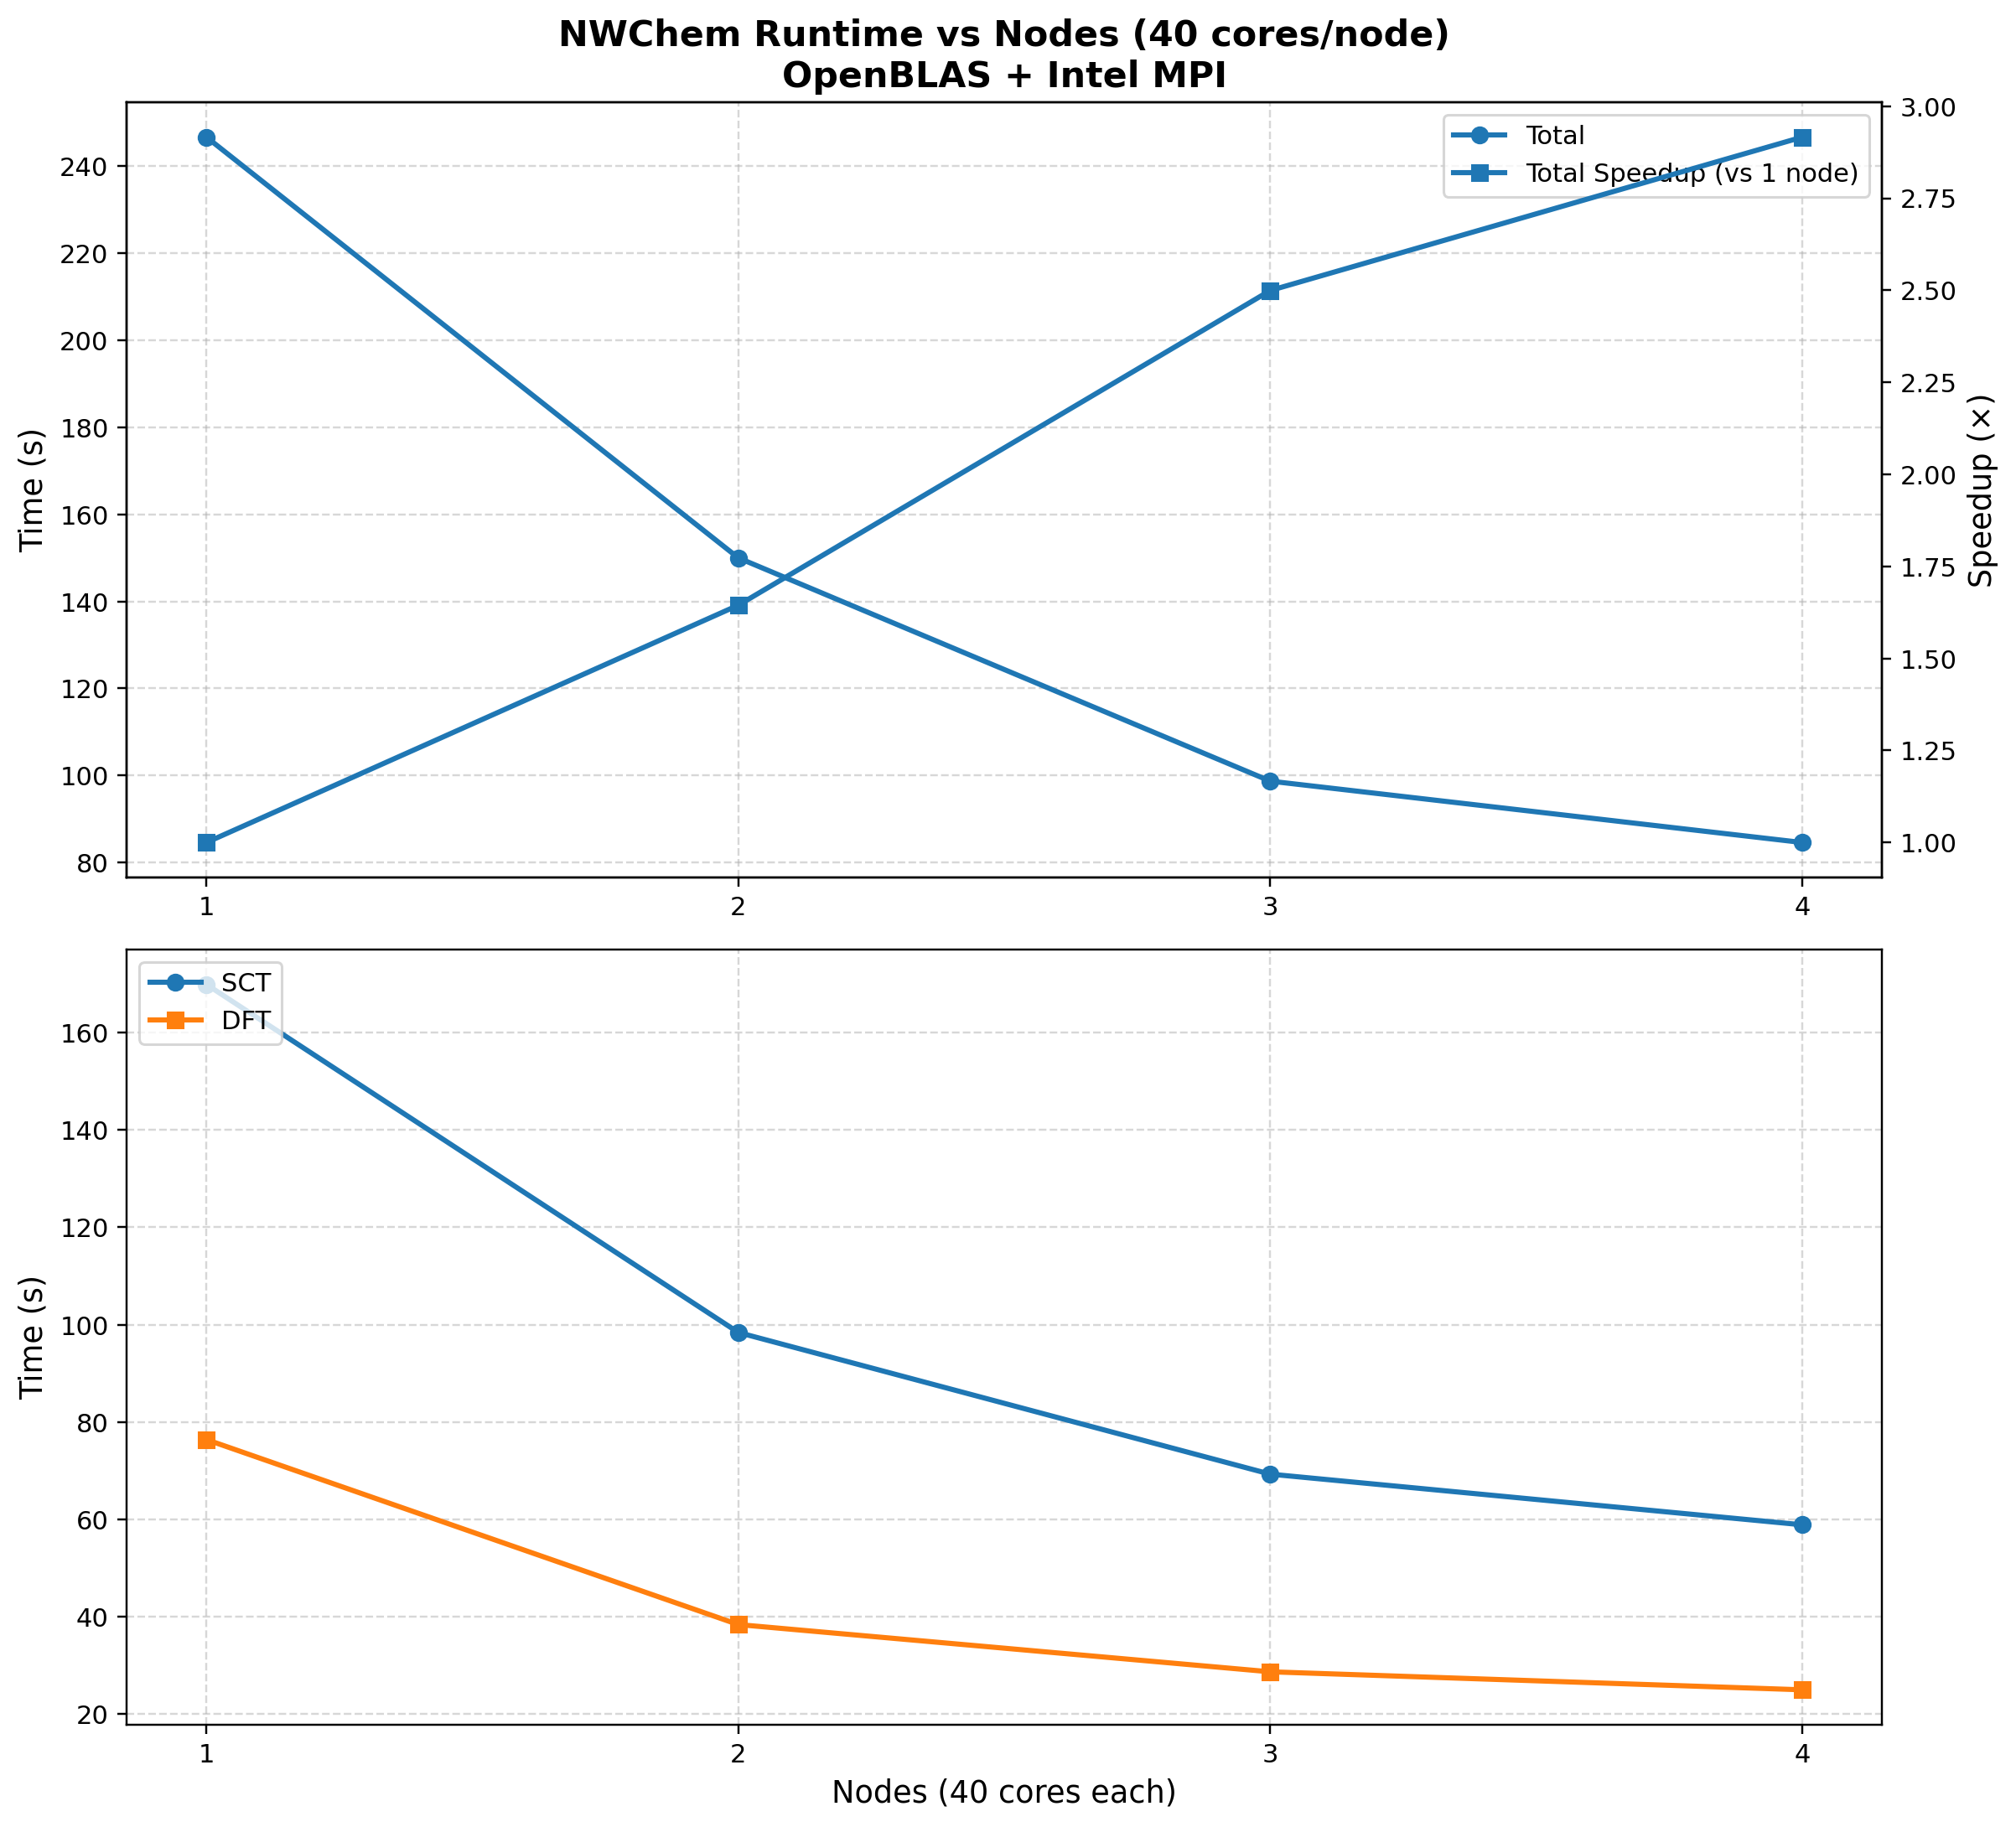 NWChem Runtime vs Nodes (40 cores/node)
OpenBLAS + Intel MPI
Time (s)
240
220
200
180
160
140
120
100
80
Total
Total Speedup (vs 1 node)
3.00
2.75
2.50
2.25
2.00
1.75
1.50
1.25
1.00
Speedup (×)
1 2 3 4
Time (s)
160
140
120
100
80
60
40
20
SCT
DFT
1 2 3 4
Nodes (40 cores each)